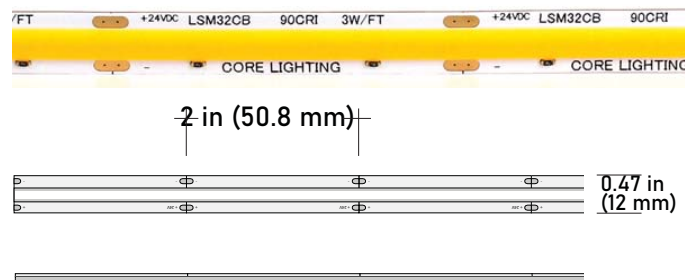 /FT +24VDC LSM32CB 90CRI 3W/FT +24VDC LSM32CB 90CRI
- CORE LIGHTING - CORE LIGHTING
2 in (50.8 mm)
0.47 in
(12 mm)